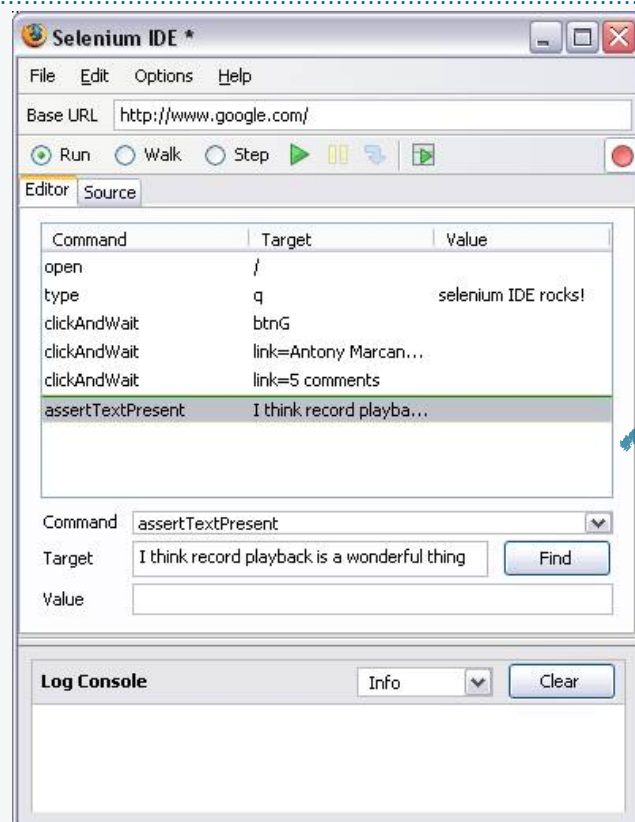 Selenium IDE *
File Edit Options Help
Base URL http://www.google.com/
Run Walk Step
Editor Source
Command Target Value
open /
type q selenium IDE rocks!
clickAndWait btnG
clickAndWait link=Antony Marcan...
clickAndWait link=5 comments
assertTextPresent I think record playba...
Command assertTextPresent
Target I think record playback is a wonderful thing Find
Value
Log Console Info Clear